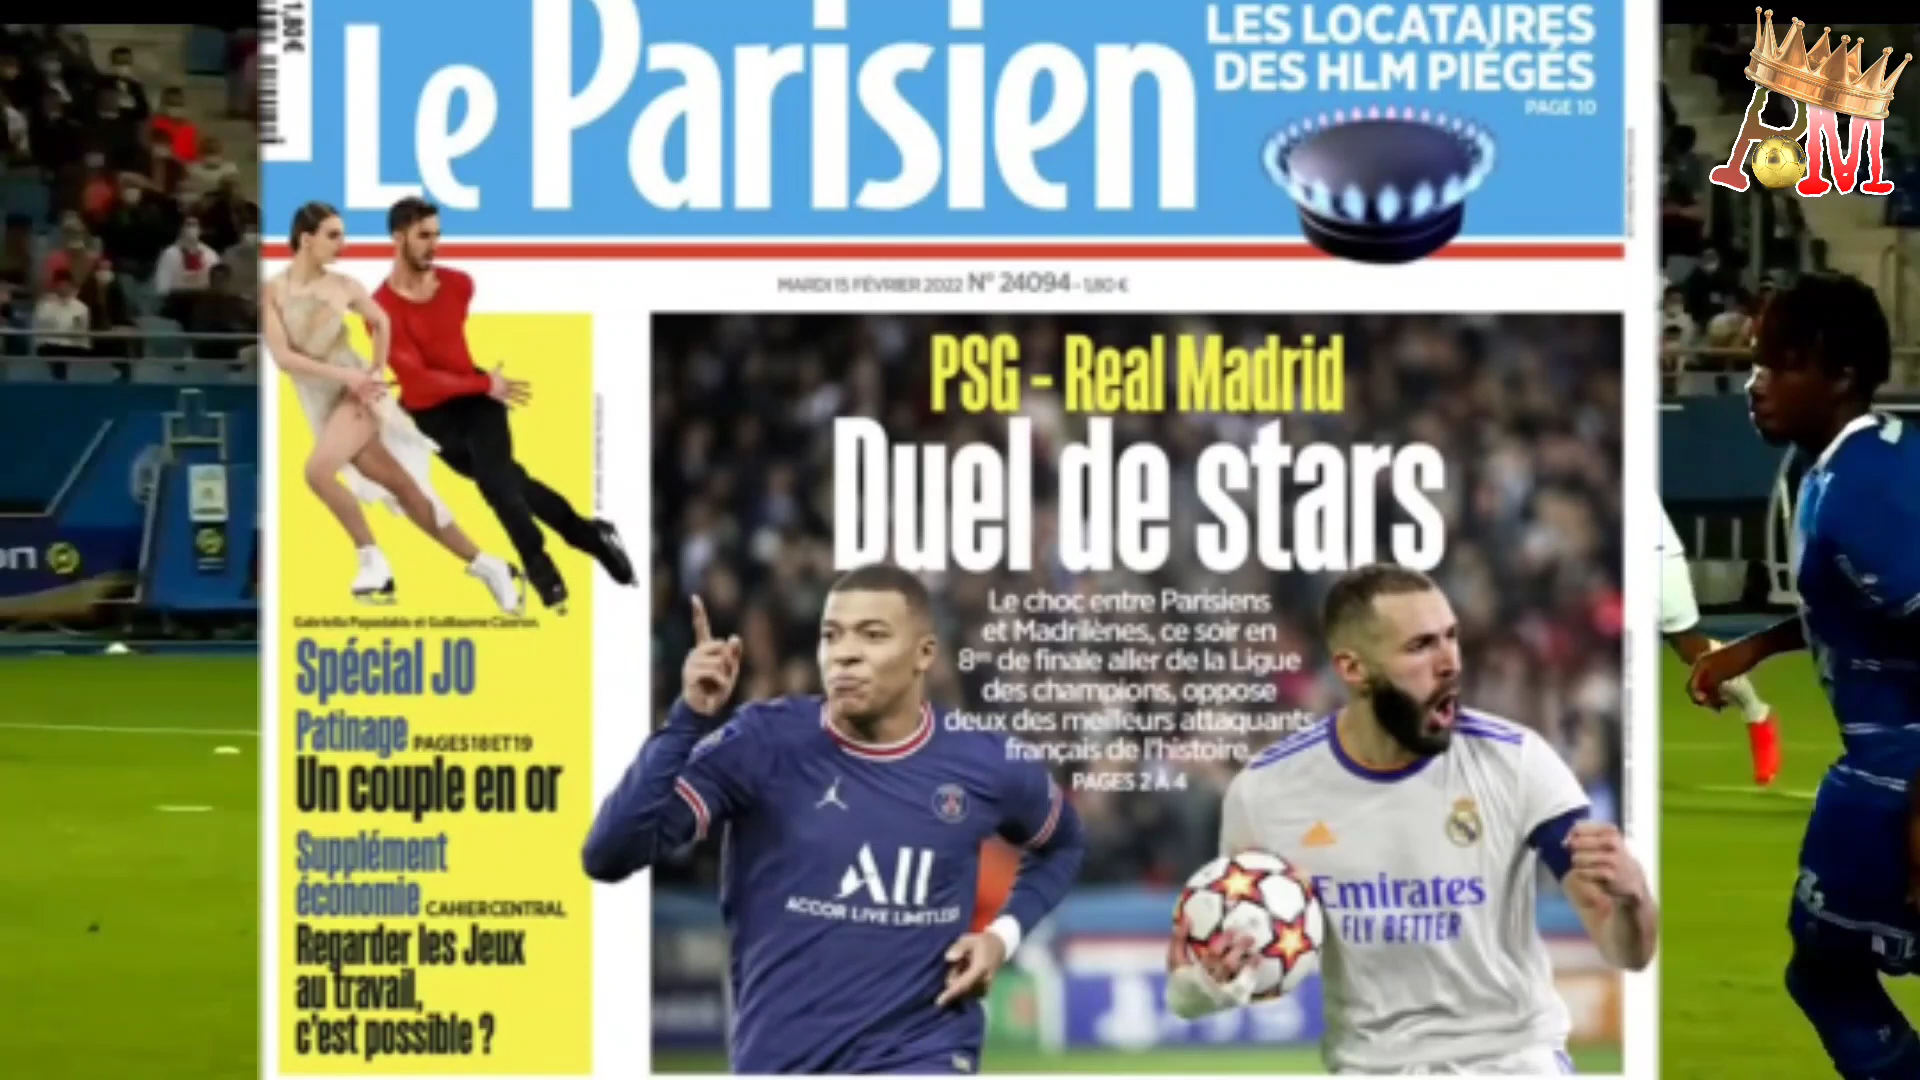 1,80€
Le Parisien
LES LOCATAIRES
DES HLM PIÉGÉS
PAGE 10
MARDI 15 FÉVRIER 2022 N° 24094 - 1,80 €
PSG - Real Madrid
Duel de stars
Le choc entre Parisiens
et Madrilènes, ce soir en
8es de finale aller de la Ligue
des champions, oppose
deux des meilleurs attaquants
français de l'histoire.
PAGES 2 À 4
Gabriella Papadakis et Guillaume Cizeron
Spécial JO
Patinage PAGES 18 ET 19
Un couple en or
Supplément
économie CAHIER CENTRAL
Regarder les Jeux
au travail,
c'est possible ?
ALL
ACCOR LIVE LIMITLESS
Emirates
FLY BETTER